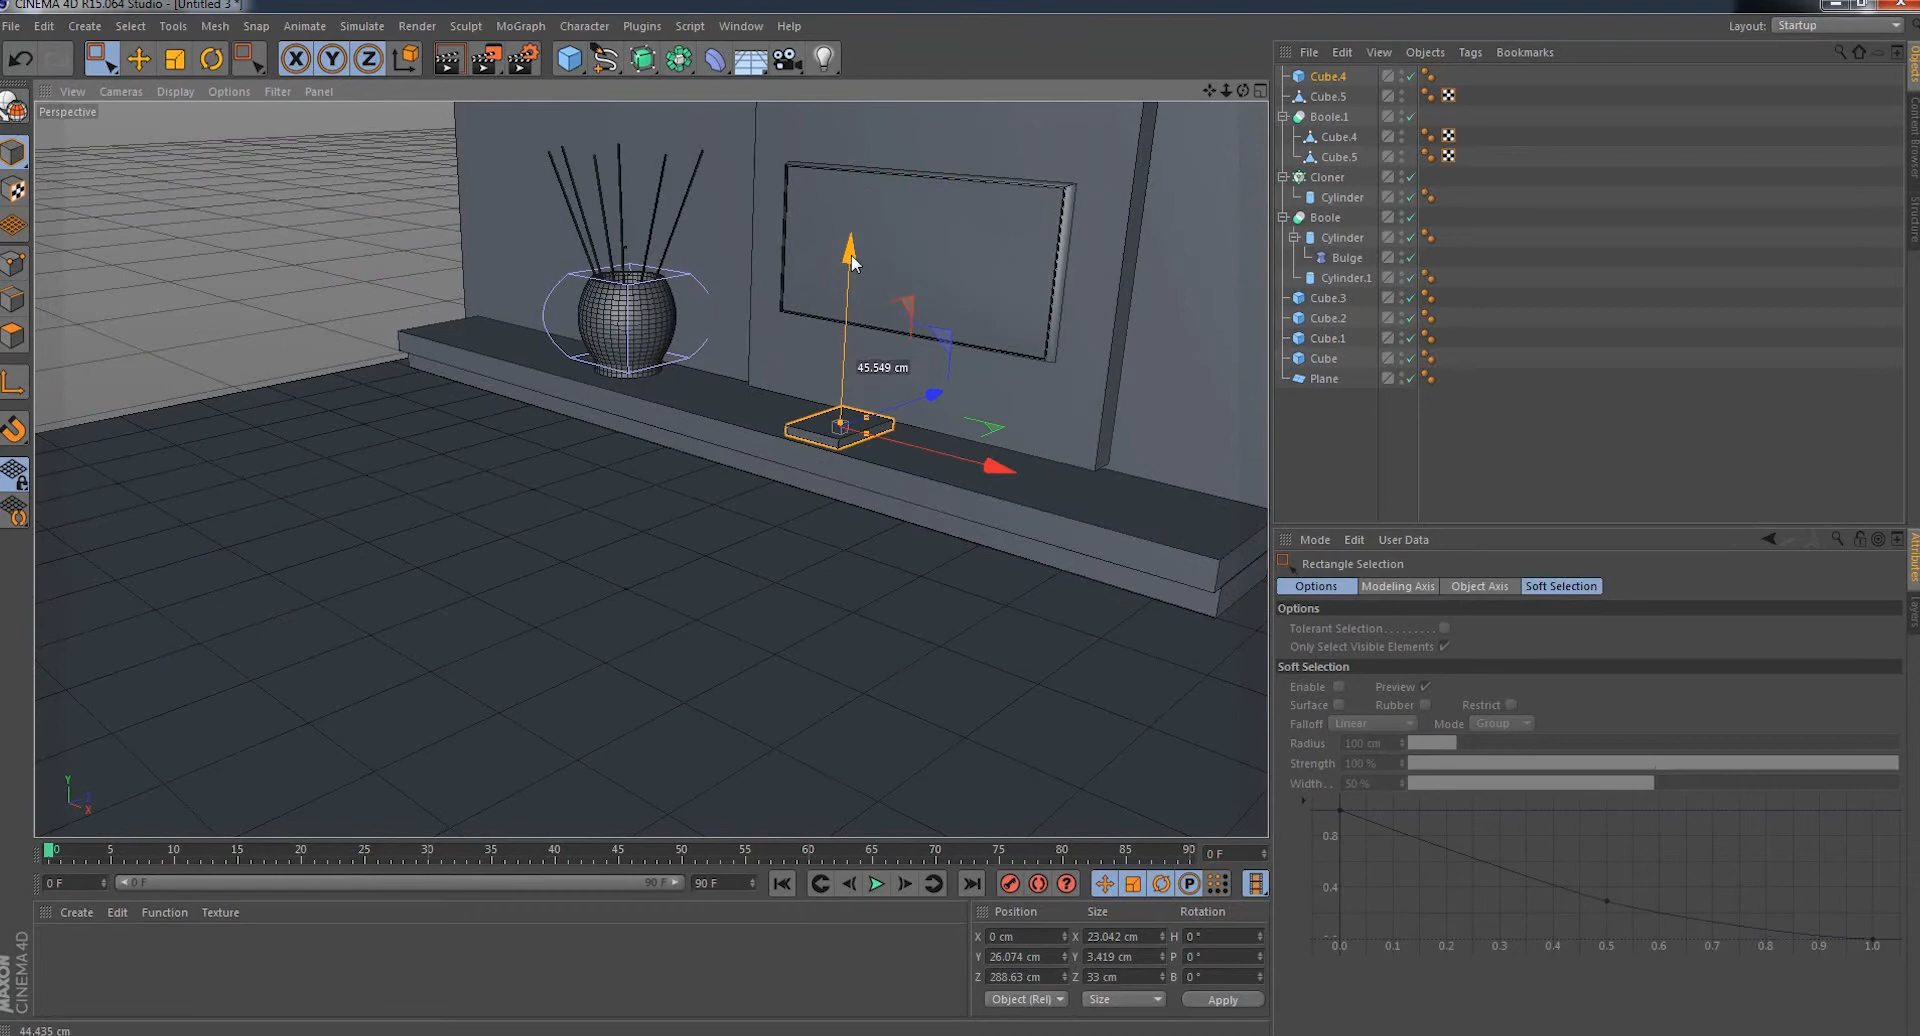 CINEMA 4D R15.064 Studio - [Untitled 3 *]
File Edit Create Select Tools Mesh Snap Animate Simulate Render Sculpt MoGraph Character Plugins Script Window Help
Layout: Startup
X Y Z
File Edit View Objects Tags Bookmarks
View Cameras Display Options Filter Panel
Perspective
Cube.4
Cube.5
Boole.1
Cube.4
Cube.5
Cloner
Cylinder
Boole
Cylinder
Bulge
Cylinder.1
Cube.3
Cube.2
Cube.1
Cube
Plane
Objects
Content Browser
Structure
45.549 cm
Y
Z
X
Mode Edit User Data
Attributes
Layers
Rectangle Selection
Options Modeling Axis Object Axis Soft Selection
Options
Tolerant Selection.........
Only Select Visible Elements
Soft Selection
Enable Preview
Surface Rubber Restrict
Falloff Linear Mode Group
Radius 100 cm
Strength 100 %
Width.. 50 %
0.8
0.4
0.0 0.1 0.2 0.3 0.4 0.5 0.6 0.7 0.8 0.9 1.0
0 5 10 15 20 25 30 35 40 45 50 55 60 65 70 75 80 85 90 0 F
0 F 0 F 90 F 90 F
P
Create Edit Function Texture
Position Size Rotation
X 0 cm X 23.042 cm H 0 °
Y 26.074 cm Y 3.419 cm P 0 °
Z 288.63 cm Z 33 cm B 0 °
Object (Rel) Size Apply
MAXON
CINEMA 4D
44.435 cm